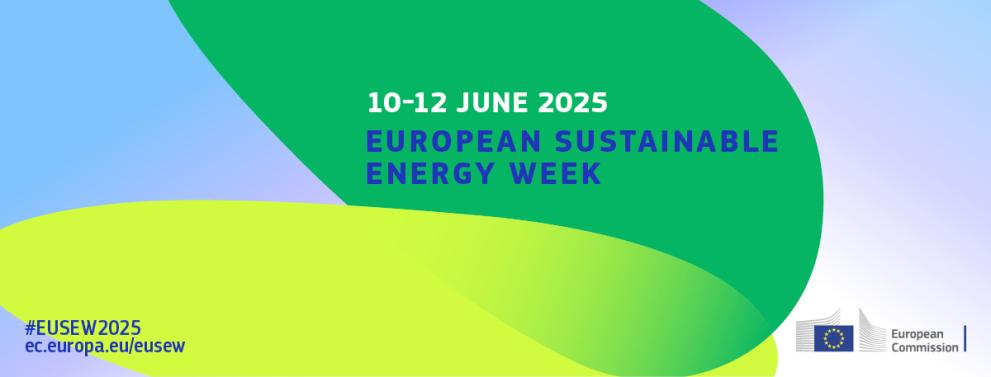 10-12 JUNE 2025
EUROPEAN SUSTAINABLE
ENERGY WEEK
#EUSEW2025
ec.europa.eu/eusew
European
Commission